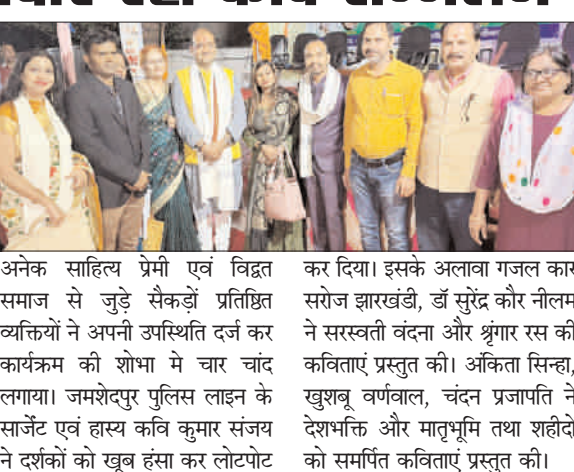 अनेक साहित्य प्रेमी एवं विद्वत
समाज से जुड़े सैकड़ों प्रतिष्ठित
व्यक्तियों ने अपनी उपस्थिति दर्ज कर
कार्यक्रम की शोभा मे चार चांद
लगाया। जमशेदपुर पुलिस लाइन के
सार्जेंट एवं हास्य कवि कुमार संजय
ने दर्शकों को खूब हंसा कर लोटपोट
कर दिया। इसके अलावा गजल कार
सरोज झारखंडी, डॉ सुरेंद्र कौर नीलम
ने सरस्वती वंदना और श्रृंगार रस की
कविताएं प्रस्तुत की। अंकिता सिन्हा,
खुशबू वर्णवाल, चंदन प्रजापति ने
देशभक्ति और मातृभूमि तथा शहीदो
को समर्पित कविताएं प्रस्तुत की।